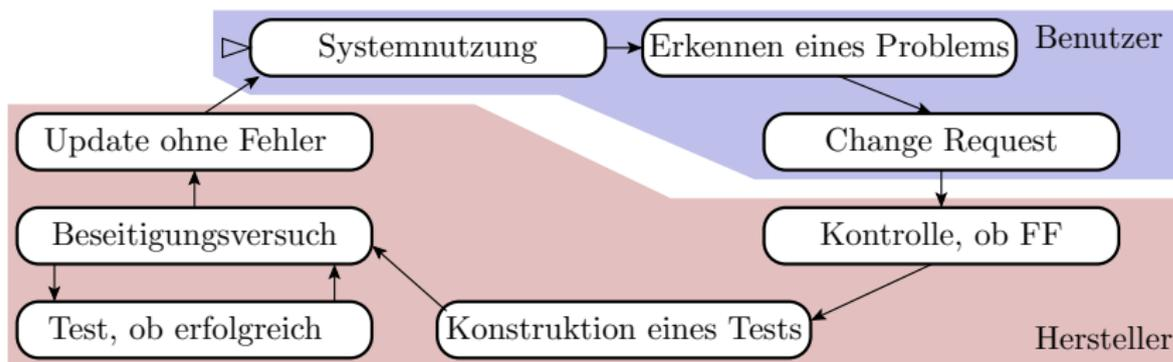 Systemnutzung
Erkennen eines Problems
Benutzer
Update ohne Fehler
Change Request
Beseitigungsversuch
Kontrolle, ob FF
Test, ob erfolgreich
Konstruktion eines Tests
Hersteller